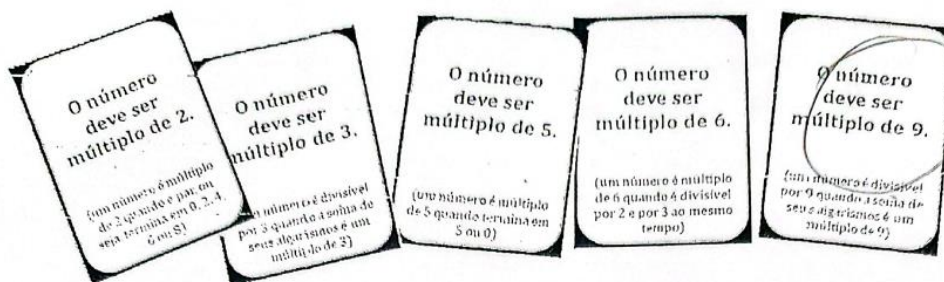 O número
deve ser
múltiplo de 2.
(um número é múltiplo
de 2 quando é par, ou
seja termina em 0, 2, 4,
6 ou 8)
O número
deve ser
múltiplo de 3.
número é divisível
por 3 quando a soma de
seus algarismos é um
múltiplo de 3)
O número
deve ser
múltiplo de 5.
(um número é múltiplo
de 5 quando termina em
5 ou 0)
O número
deve ser
múltiplo de 6.
(um número é múltiplo
de 6 quando é divisível
por 2 e por 3 ao mesmo
tempo)
O número
deve ser
múltiplo de 9.
(um número é divisível
por 9 quando a soma de
seus algarismos é um
múltiplo de 9)